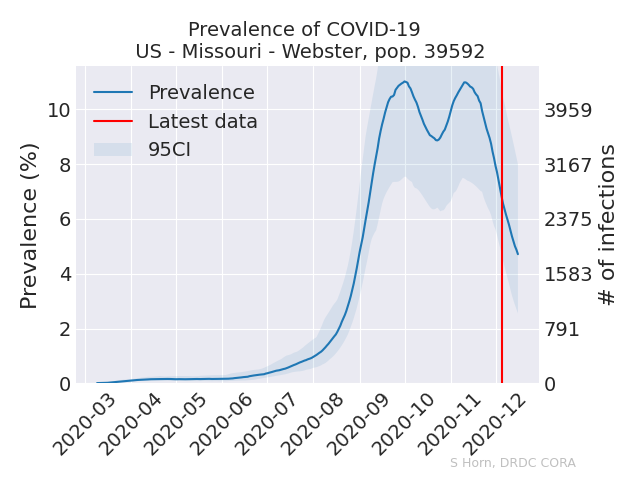 Prevalence of COVID-19
US - Missouri - Webster, pop. 39592
Prevalence
Latest data
95CI
Prevalence (%)
10
8
6
4
2
0
3959
3167
2375
1583
791
0
# of infections
2020-03
2020-04
2020-05
2020-06
2020-07
2020-08
2020-09
2020-10
2020-11
2020-12
S Horn, DRDC CORA